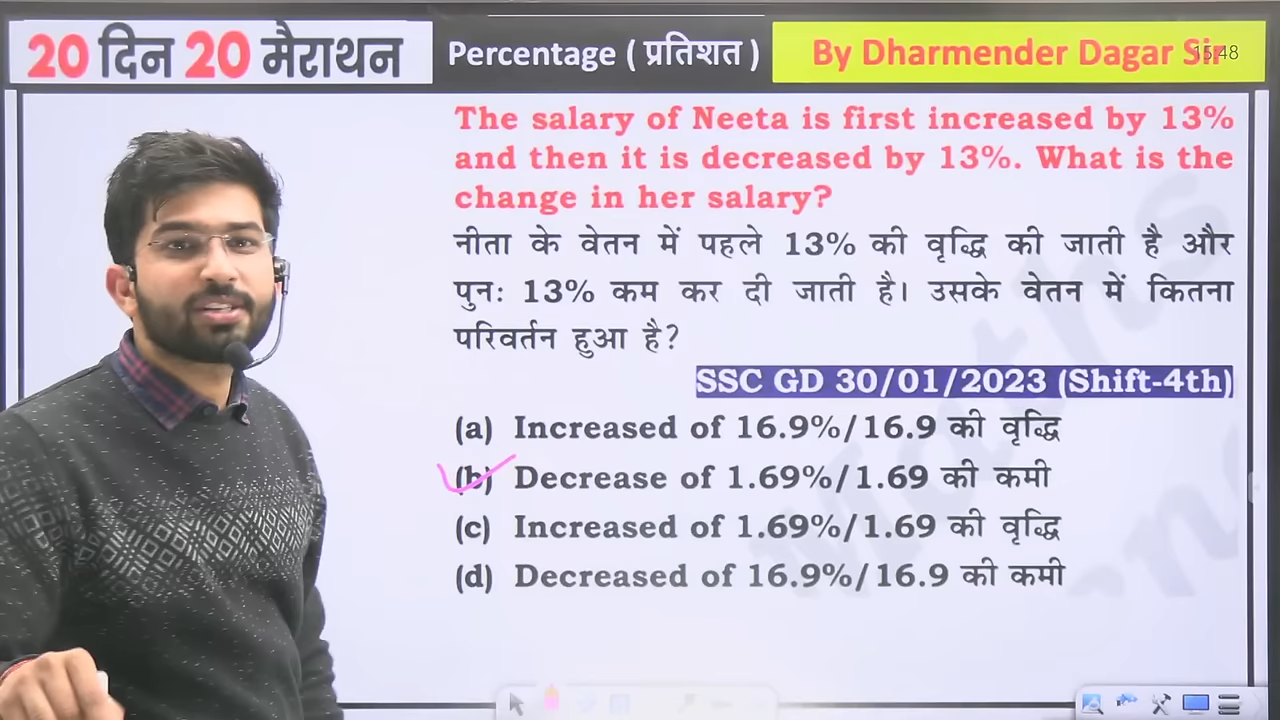 20 दिन 20 मैराथन
Percentage ( प्रतिशत )
By Dharmender Dagar Sir
15:48
The salary of Neeta is first increased by 13%
and then it is decreased by 13%. What is the
change in her salary?
नीता के वेतन में पहले 13% की वृद्धि की जाती है और
पुनः 13% कम कर दी जाती है। उसके वेतन में कितना
परिवर्तन हुआ है?
SSC GD 30/01/2023 (Shift-4th)
(a) Increased of 16.9%/16.9 की वृद्धि
(b) Decrease of 1.69%/1.69 की कमी
(c) Increased of 1.69%/1.69 की वृद्धि
(d) Decreased of 16.9%/16.9 की कमी
Maths